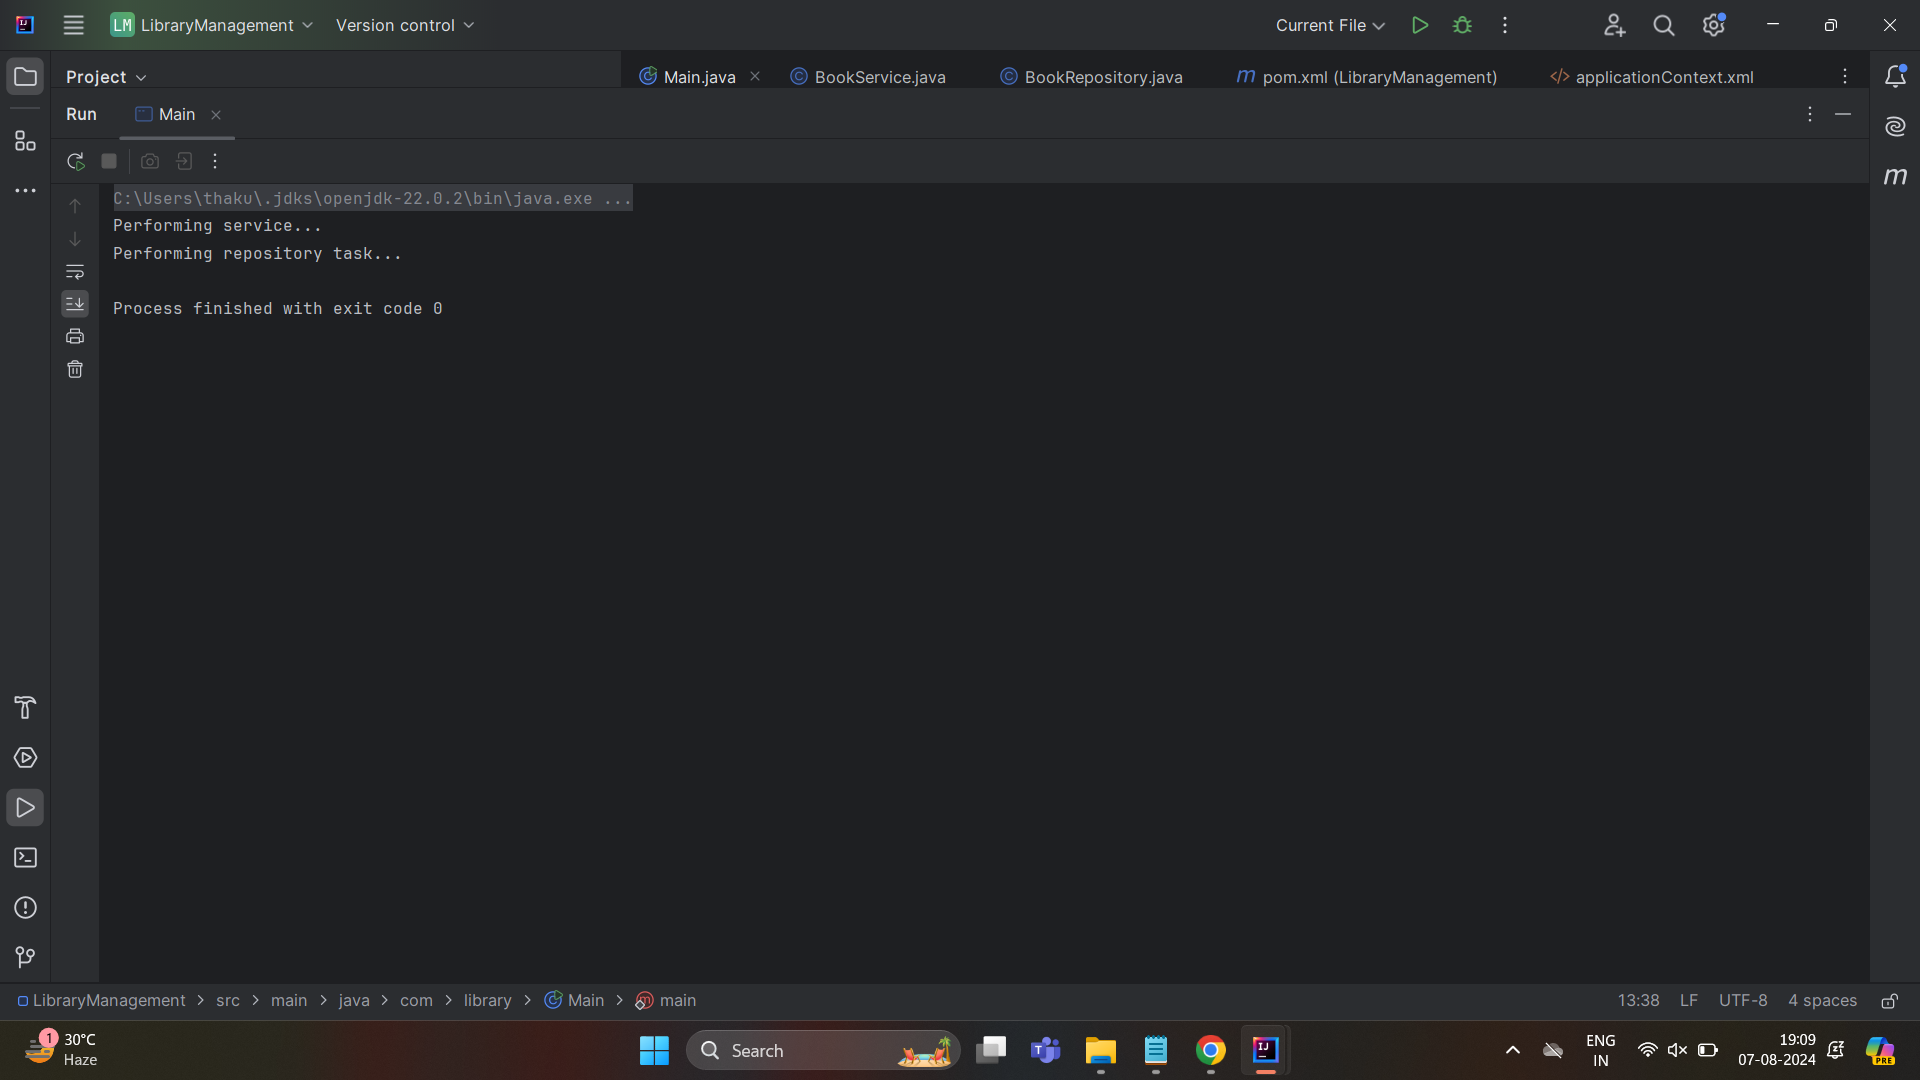 LM LibraryManagement Version control Current File
Project Main.java BookService.java BookRepository.java m pom.xml (LibraryManagement) </> applicationContext.xml
Run Main
m
C:\Users\thaku\.jdks\openjdk-22.0.2\bin\java.exe ...
Performing service...
Performing repository task...
Process finished with exit code 0
LibraryManagement > src > main > java > com > library > Main > main 13:38 LF UTF-8 4 spaces
1 30°C
Haze
Search
ENG
IN
19:09
07-08-2024
PRE